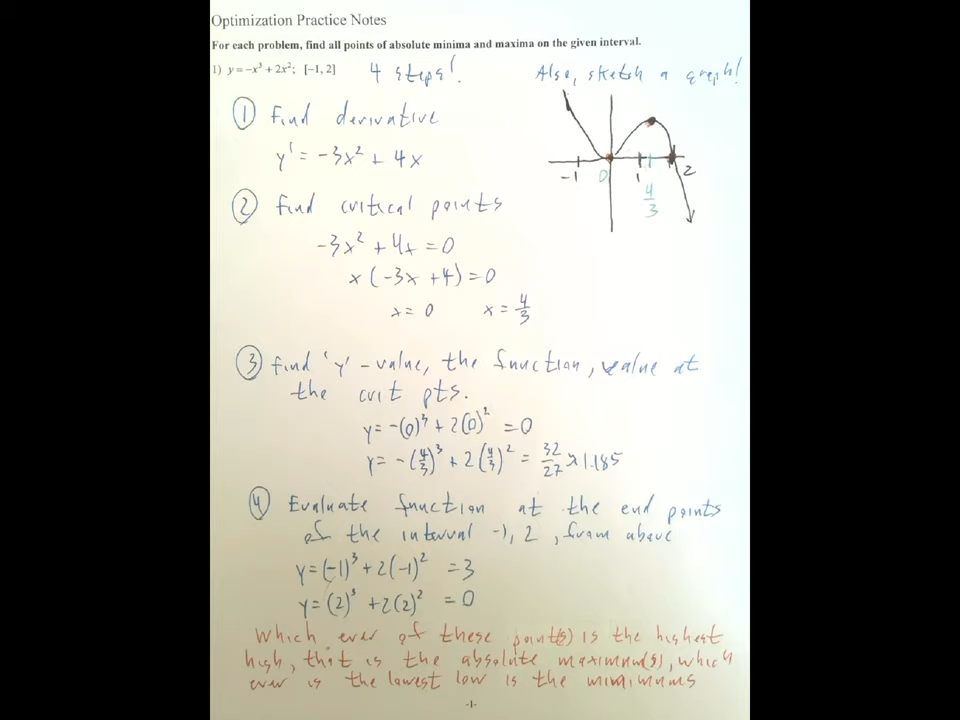 Optimization Practice Notes
For each problem, find all points of absolute minima and maxima on the given interval.
1) y = −x³ + 2x²; [−1, 2] 4 steps! Also, sketch a graph!
① Find derivative
y' = -3x² + 4x
-1 0 1 2
4/3
② Find critical points
-3x² + 4x = 0
x(-3x + 4) = 0
x = 0 x = 4/3
③ Find 'y'-value, the function, value at
the crit pts.
y = -(0)³ + 2(0)² = 0
y = -(4/3)³ + 2(4/3)² = 32/27 ≈ 1.185
④ Evaluate function at the end points
of the interval -1, 2, from above
y = (-1)³ + 2(-1)² = 3
y = (2)³ + 2(2)² = 0
Which ever of these point(s) is the highest
high, that is the absolute maximum(s), which
ever is the lowest low is the minimums
-1-